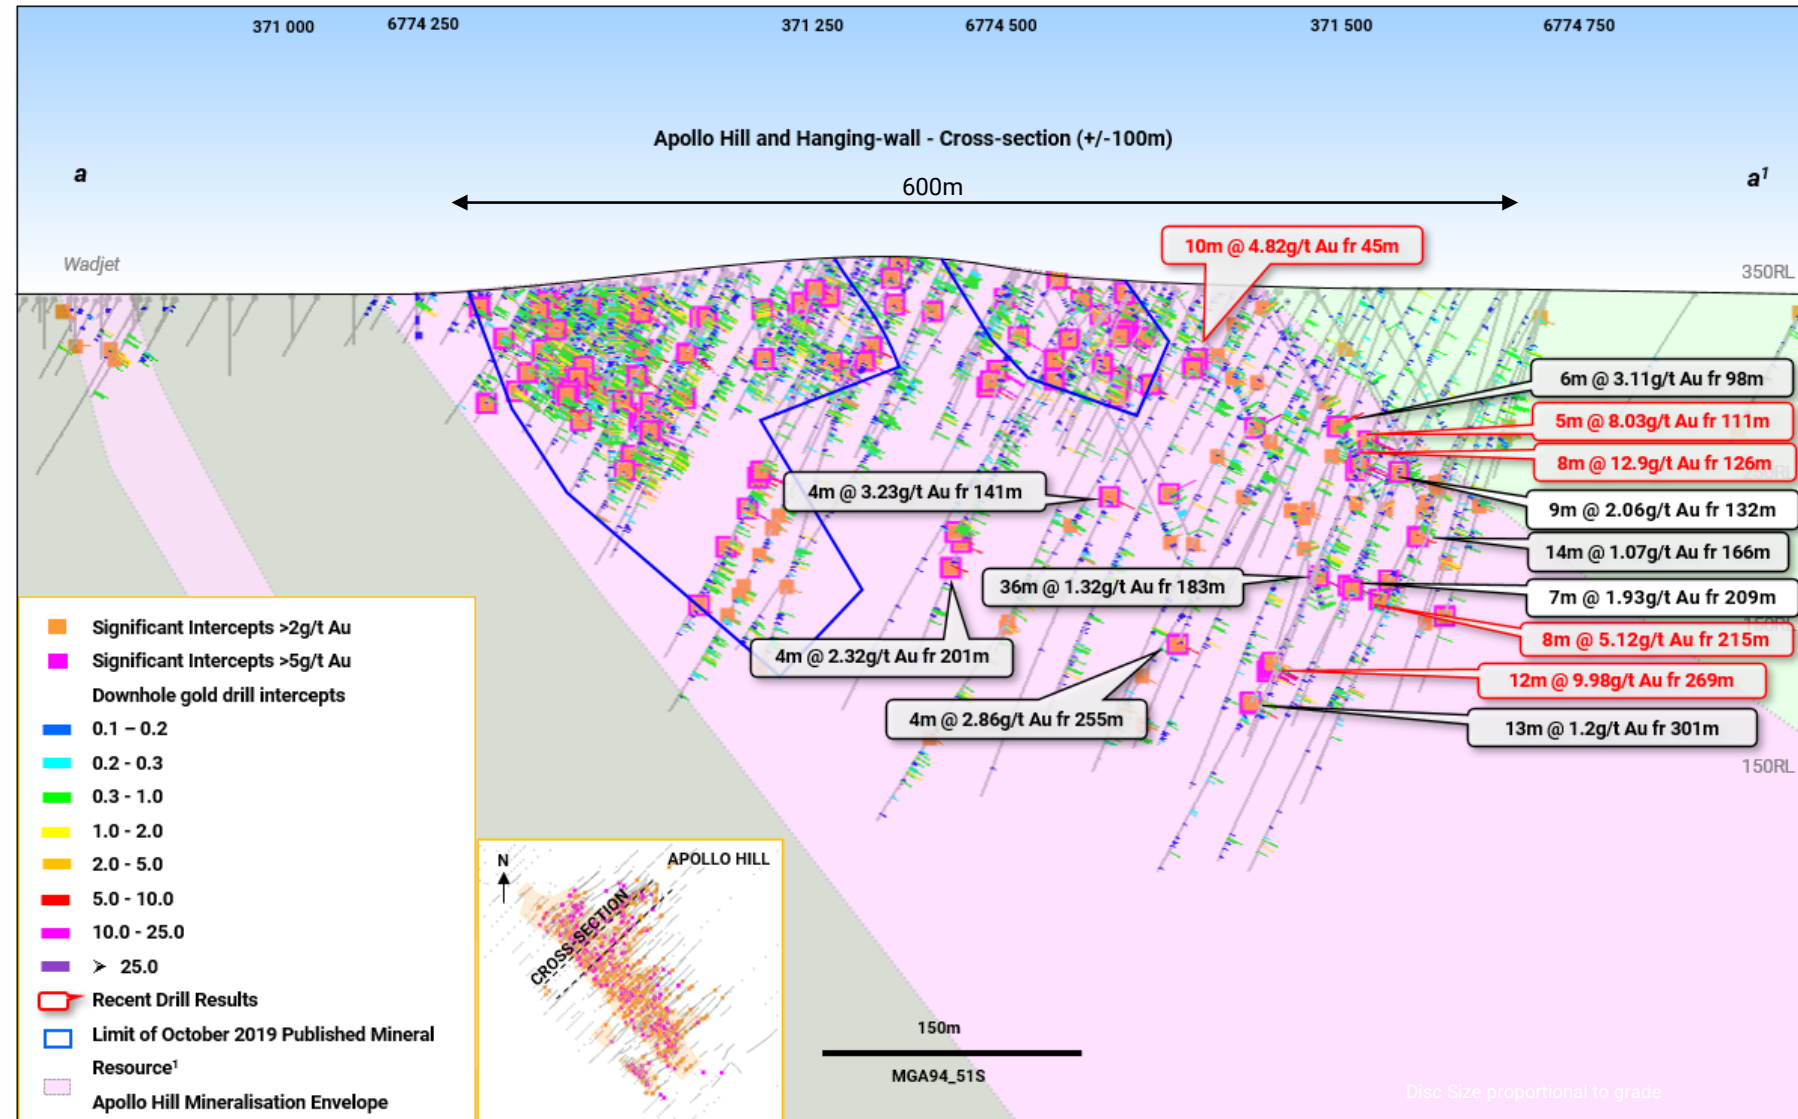 371 000
6774 250
371 250
6774 500
371 500
6774 750
Apollo Hill and Hanging-wall - Cross-section (+/-100m)
a
a¹
600m
Wadjet
350RL
10m @ 4.82g/t Au fr 45m
6m @ 3.11g/t Au fr 98m
5m @ 8.03g/t Au fr 111m
8m @ 12.9g/t Au fr 126m
4m @ 3.23g/t Au fr 141m
9m @ 2.06g/t Au fr 132m
14m @ 1.07g/t Au fr 166m
36m @ 1.32g/t Au fr 183m
7m @ 1.93g/t Au fr 209m
8m @ 5.12g/t Au fr 215m
4m @ 2.32g/t Au fr 201m
12m @ 9.98g/t Au fr 269m
4m @ 2.86g/t Au fr 255m
13m @ 1.2g/t Au fr 301m
150RL
Significant Intercepts >2g/t Au
Significant Intercepts >5g/t Au
Downhole gold drill intercepts
0.1 – 0.2
0.2 - 0.3
0.3 - 1.0
1.0 - 2.0
2.0 - 5.0
5.0 - 10.0
10.0 - 25.0
➢ 25.0
Recent Drill Results
Limit of October 2019 Published Mineral
Resource¹
Apollo Hill Mineralisation Envelope
N
APOLLO HILL
CROSS-SECTION
150m
MGA94_51S
Disc Size proportional to grade